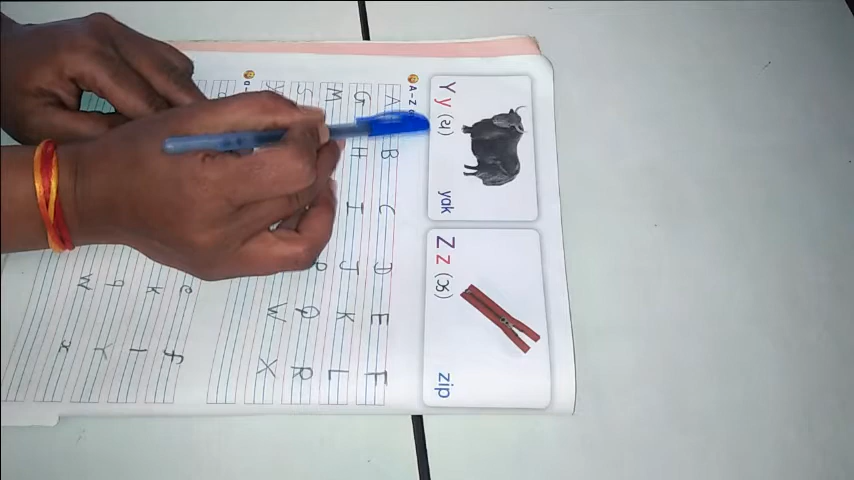 Y y (ય)
yak
Z z (ઝ)
zip
A-Z
A B C D E F
G H I J K L
M P Q R
S W X
e f
k l
q r
w x